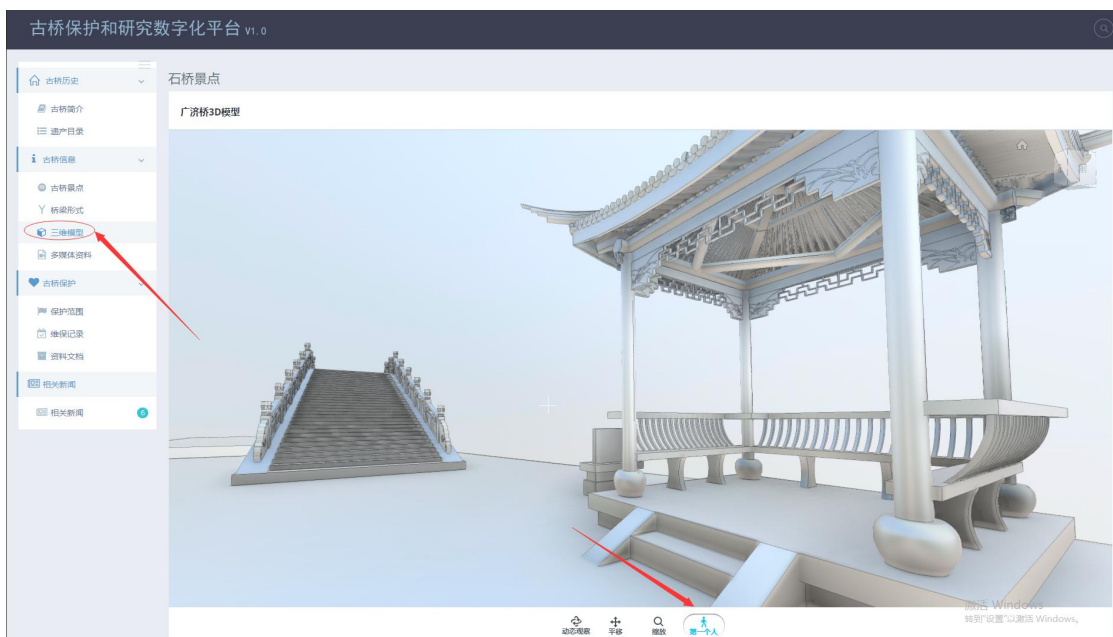 古桥保护和研究数字化平台 V1.0
古桥历史
古桥简介
遗产目录
古桥信息
古桥景点
桥梁形式
三维模型
多媒体资料
古桥保护
保护范围
维保记录
资料文档
相关新闻
相关新闻 6
石桥景点
广济桥3D模型
动态观察
平移
缩放
第一个人
激活 Windows
转到"设置"以激活 Windows。